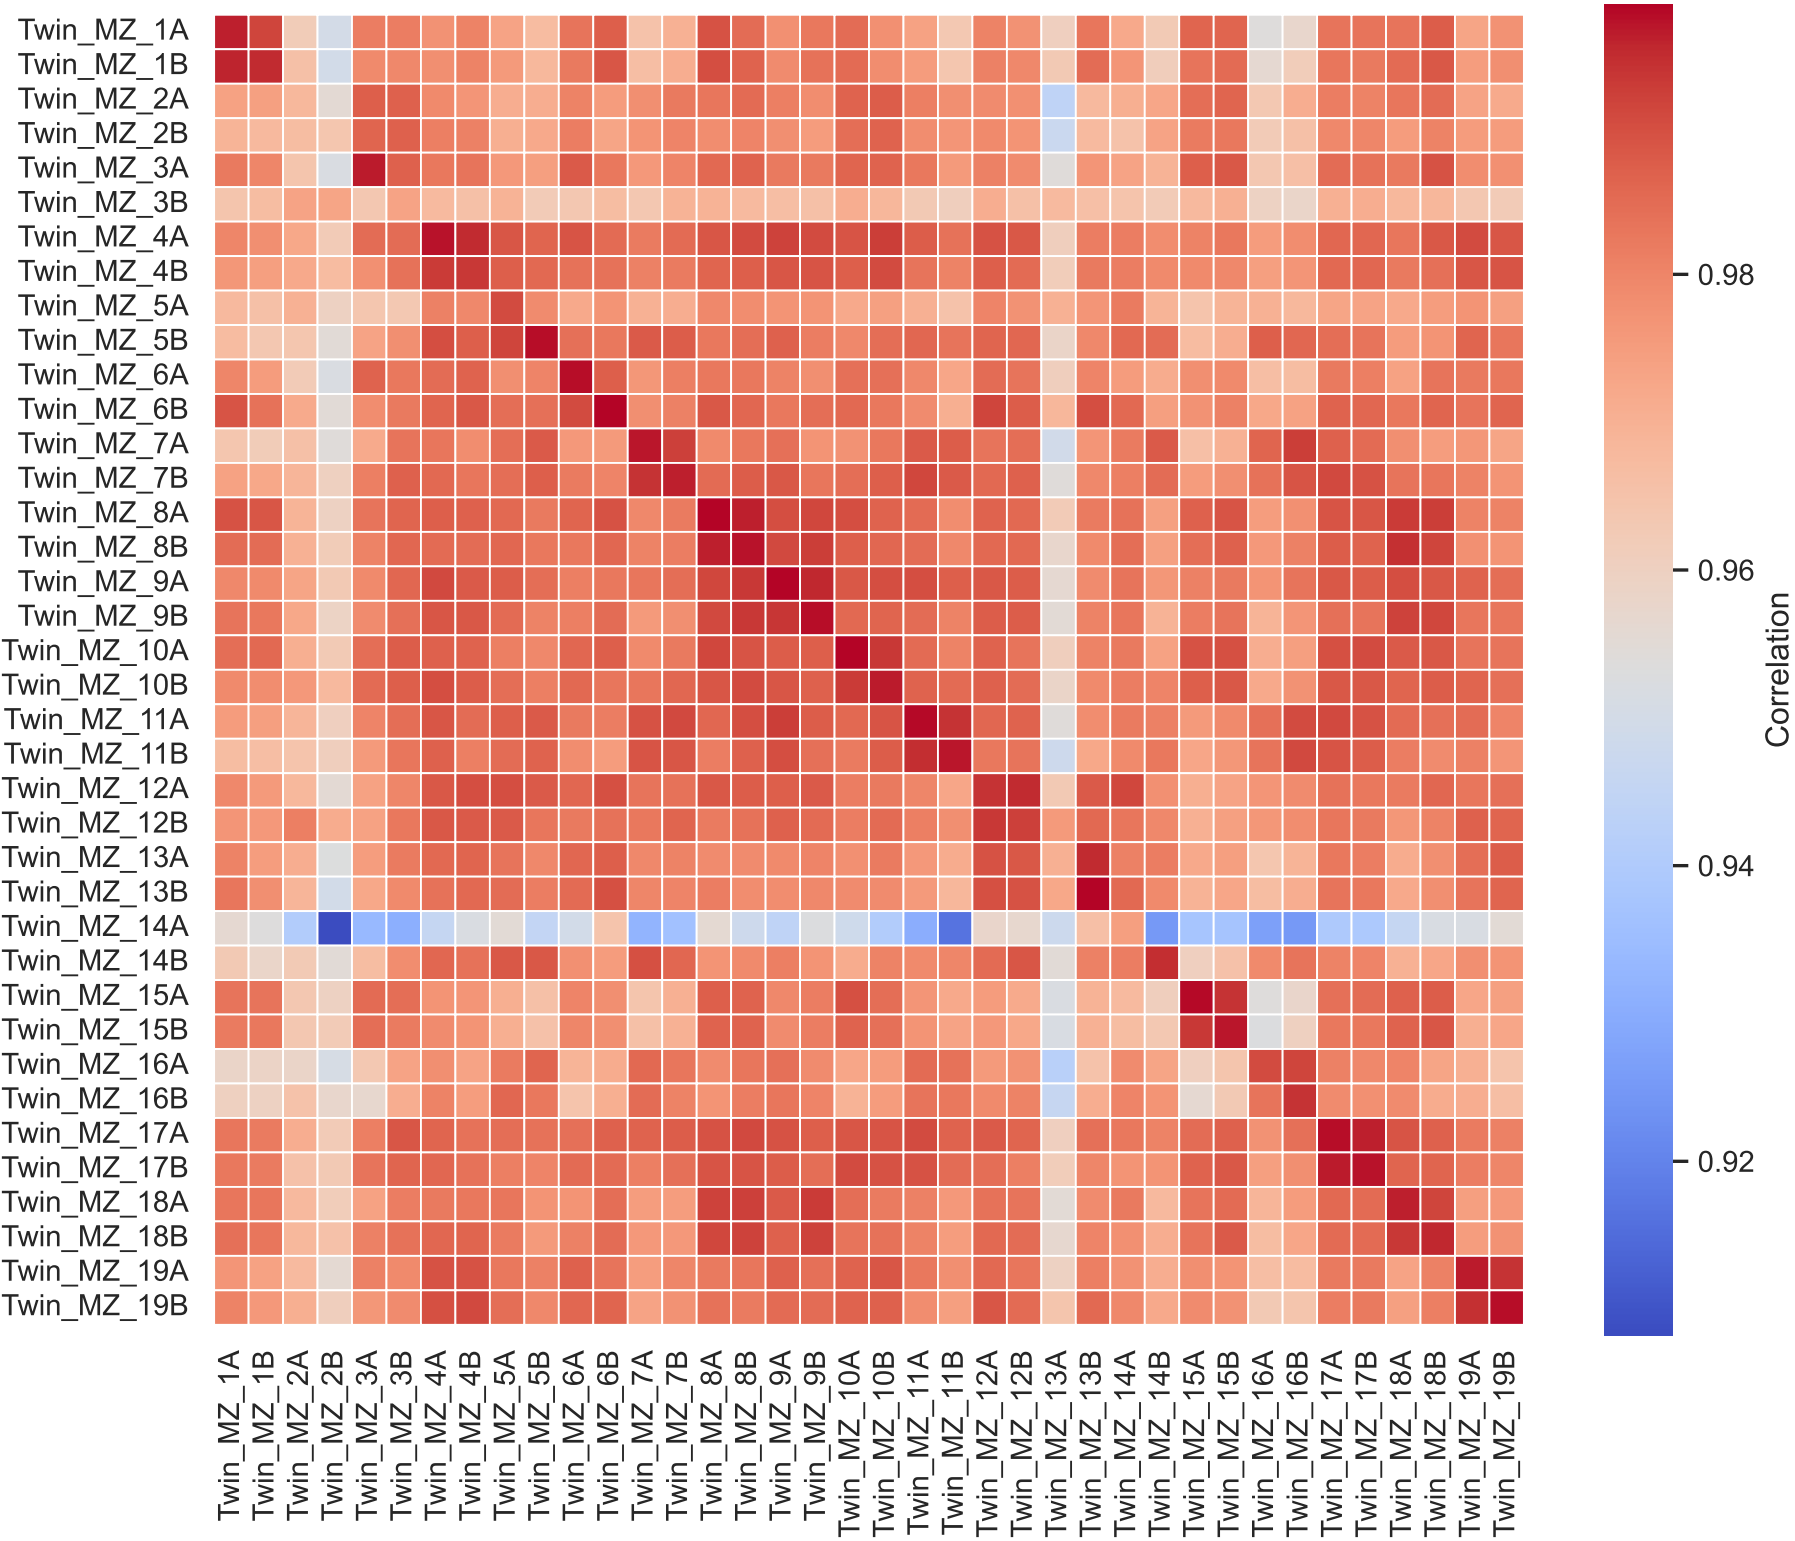 Twin_MZ_1A
Twin_MZ_1B
Twin_MZ_2A
Twin_MZ_2B
Twin_MZ_3A
Twin_MZ_3B
Twin_MZ_4A
Twin_MZ_4B
Twin_MZ_5A
Twin_MZ_5B
Twin_MZ_6A
Twin_MZ_6B
Twin_MZ_7A
Twin_MZ_7B
Twin_MZ_8A
Twin_MZ_8B
Twin_MZ_9A
Twin_MZ_9B
Twin_MZ_10A
Twin_MZ_10B
Twin_MZ_11A
Twin_MZ_11B
Twin_MZ_12A
Twin_MZ_12B
Twin_MZ_13A
Twin_MZ_13B
Twin_MZ_14A
Twin_MZ_14B
Twin_MZ_15A
Twin_MZ_15B
Twin_MZ_16A
Twin_MZ_16B
Twin_MZ_17A
Twin_MZ_17B
Twin_MZ_18A
Twin_MZ_18B
Twin_MZ_19A
Twin_MZ_19B
Twin_MZ_1A
Twin_MZ_1B
Twin_MZ_2A
Twin_MZ_2B
Twin_MZ_3A
Twin_MZ_3B
Twin_MZ_4A
Twin_MZ_4B
Twin_MZ_5A
Twin_MZ_5B
Twin_MZ_6A
Twin_MZ_6B
Twin_MZ_7A
Twin_MZ_7B
Twin_MZ_8A
Twin_MZ_8B
Twin_MZ_9A
Twin_MZ_9B
Twin_MZ_10A
Twin_MZ_10B
Twin_MZ_11A
Twin_MZ_11B
Twin_MZ_12A
Twin_MZ_12B
Twin_MZ_13A
Twin_MZ_13B
Twin_MZ_14A
Twin_MZ_14B
Twin_MZ_15A
Twin_MZ_15B
Twin_MZ_16A
Twin_MZ_16B
Twin_MZ_17A
Twin_MZ_17B
Twin_MZ_18A
Twin_MZ_18B
Twin_MZ_19A
Twin_MZ_19B
0.98
0.96
0.94
0.92
Correlation